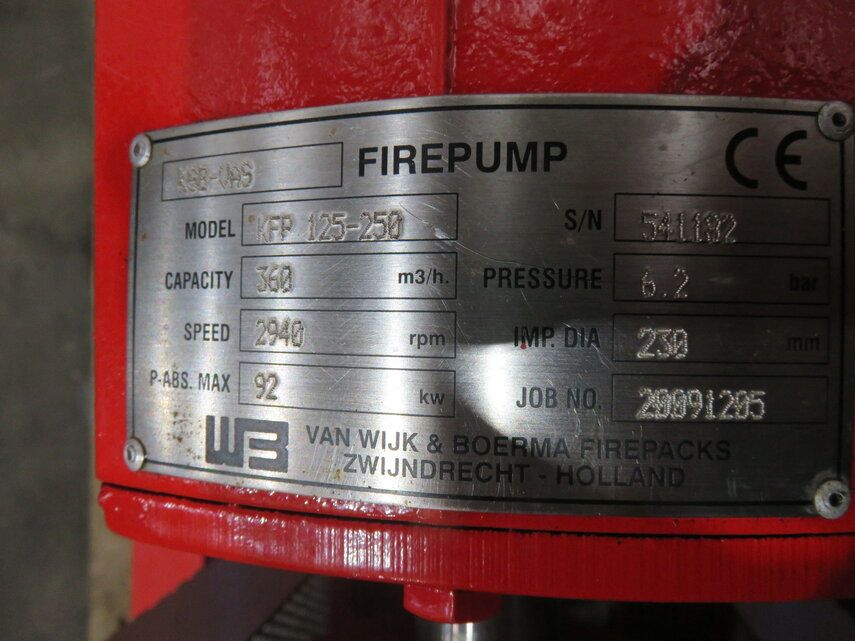 FIREPUMP CE
MODEL KFP 125-250 S/N 541182
CAPACITY 360 m3/h. PRESSURE 6.2 bar
SPEED 2940 rpm IMP. DIA 230 mm
P-ABS. MAX 92 kw JOB NO. 20091205
WB VAN WIJK & BOERMA FIREPACKS
ZWIJNDRECHT - HOLLAND